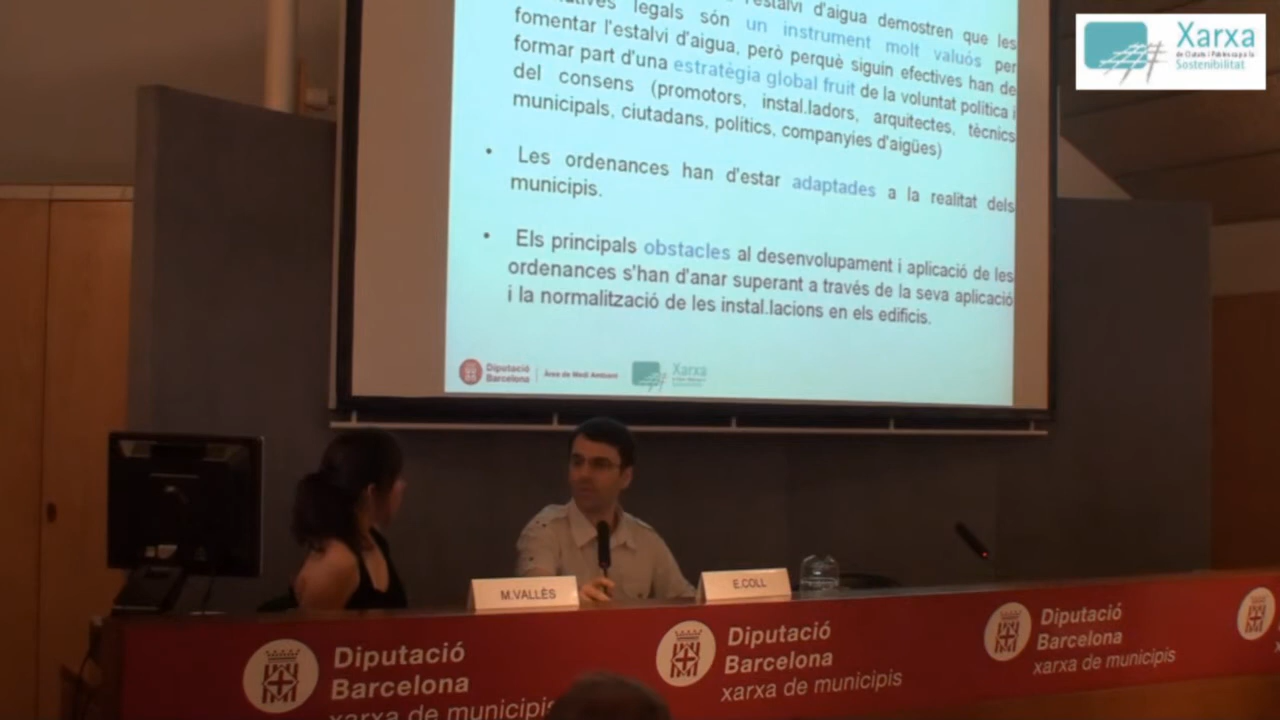 l'estalvi d'aigua demostren que les
legals són un instrument molt valuós per
fomentar l'estalvi d'aigua, però perquè siguin efectives han de
formar part d'una estratègia global fruit de la voluntat política i
del consens (promotors, instal.ladors, arquitectes, tècnics
municipals, ciutadans, polítics, companyies d'aigües)
• Les ordenances han d'estar adaptades a la realitat dels
municipis.
• Els principals obstacles al desenvolupament i aplicació de les
ordenances s'han d'anar superant a través de la seva aplicació
i la normalització de les instal.lacions en els edificis.
Diputació
Barcelona
Àrea de Medi Ambient
Xarxa
Xarxa
de Ciutats i Pobles cap a la
Sostenibilitat
M.VALLÈS
E.COLL
Diputació
Barcelona
xarxa de municipis
Diputació
Barcelona
xarxa de municipis
Diputació
Barcelona
xarxa de municipis